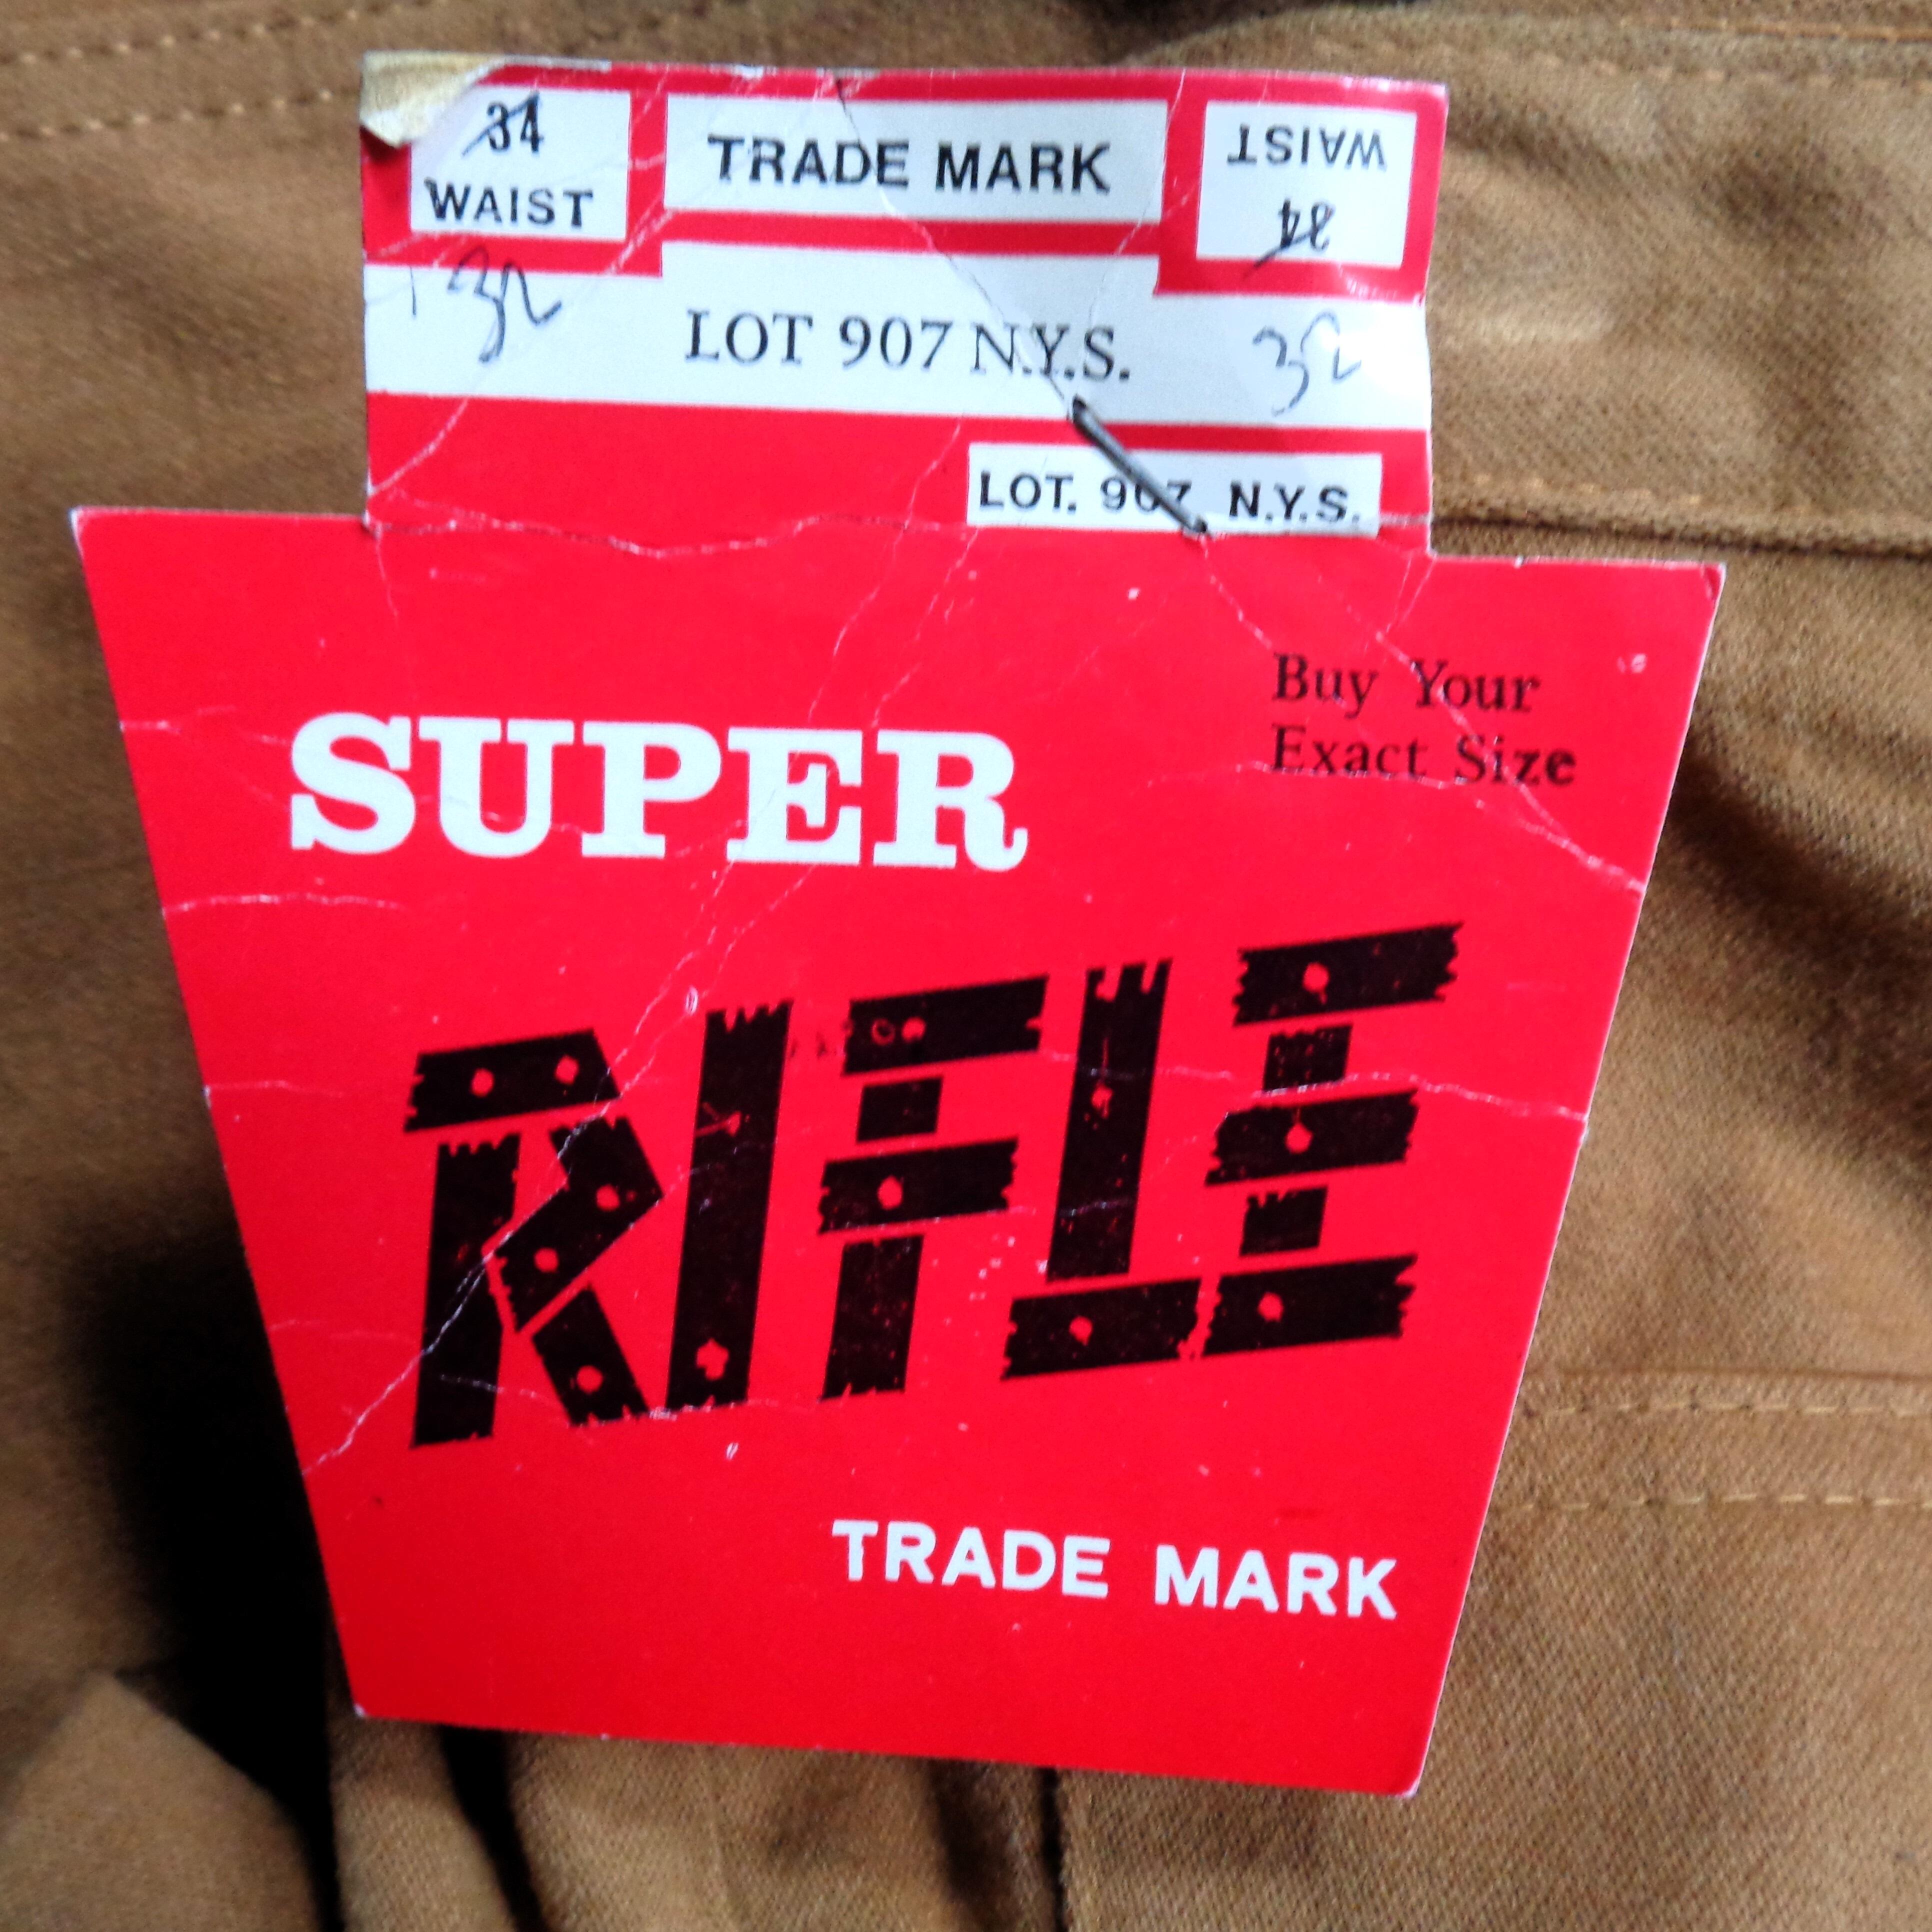 34
WAIST
TRADE MARK
WAIST
34
32
LOT 907 N.Y.S.
32
LOT. 907 N.Y.S.
Buy Your
Exact Size
SUPER
RIFLE
TRADE MARK